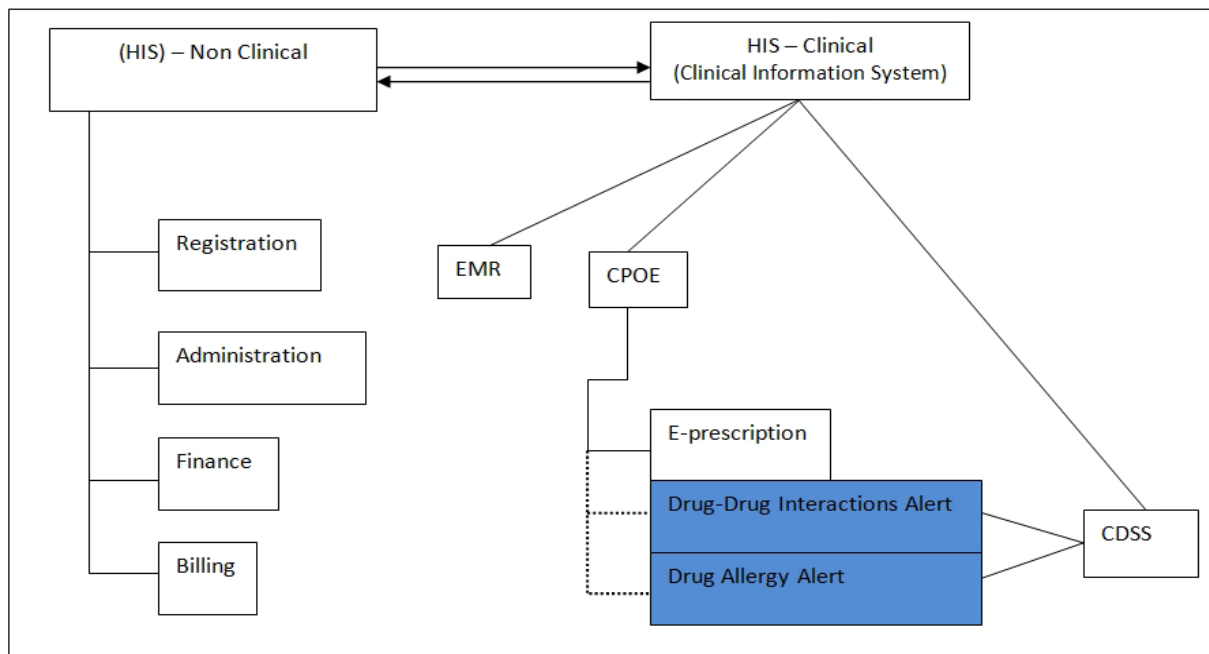 (HIS) – Non Clinical
HIS – Clinical
(Clinical Information System)
Registration
EMR
CPOE
Administration
E-prescription
Finance
Drug-Drug Interactions Alert
CDSS
Billing
Drug Allergy Alert